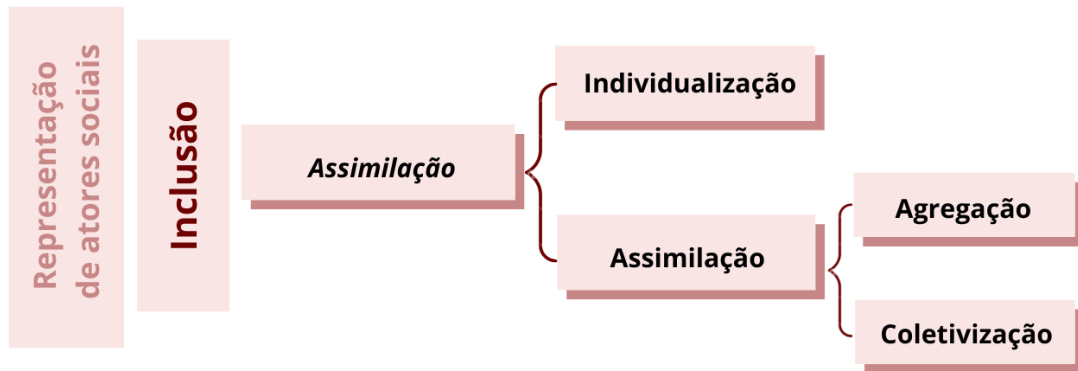 Representação
de atores sociais
Inclusão
Assimilação
Individualização
Assimilação
Agregação
Coletivização